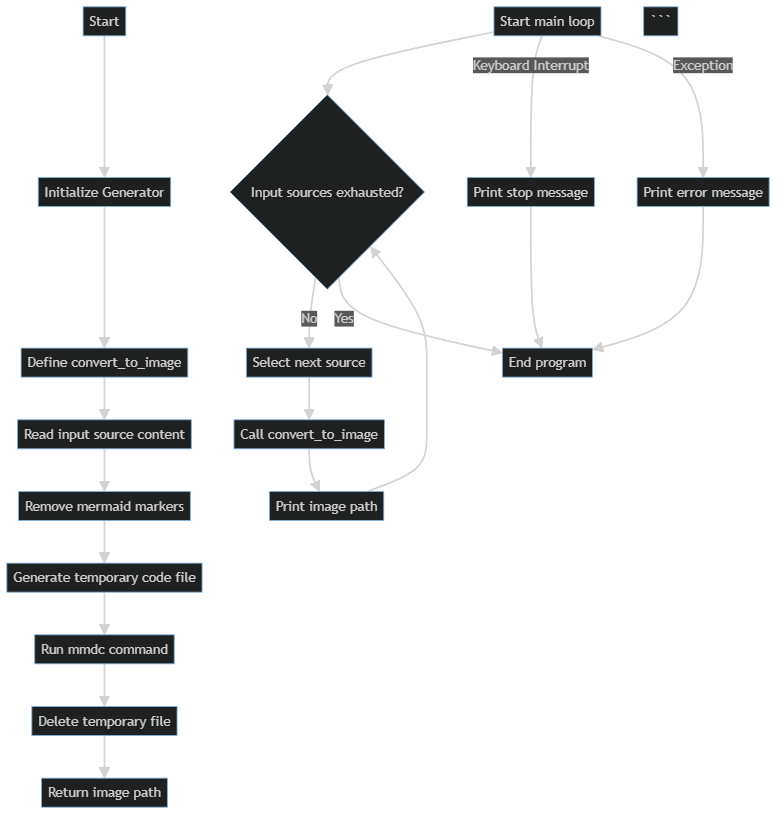 Start
Start main loop
```
Keyboard Interrupt
Exception
Initialize Generator
Input sources exhausted?
Print stop message
Print error message
No
Yes
Define convert_to_image
Select next source
End program
Read input source content
Call convert_to_image
Remove mermaid markers
Print image path
Generate temporary code file
Run mmdc command
Delete temporary file
Return image path